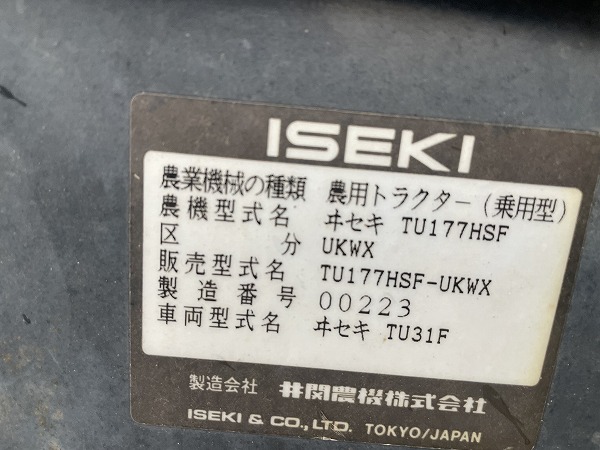 ISEKI
農業機械の種類 農用トラクター(乗用型)
農機型式名 ヰセキ TU177HSF
区分 UKWX
販売型式名 TU177HSF-UKWX
製造番号 00223
車両型式名 ヰセキ TU31F
製造会社 井関農機株式会社
ISEKI & CO., LTD. TOKYO/JAPAN